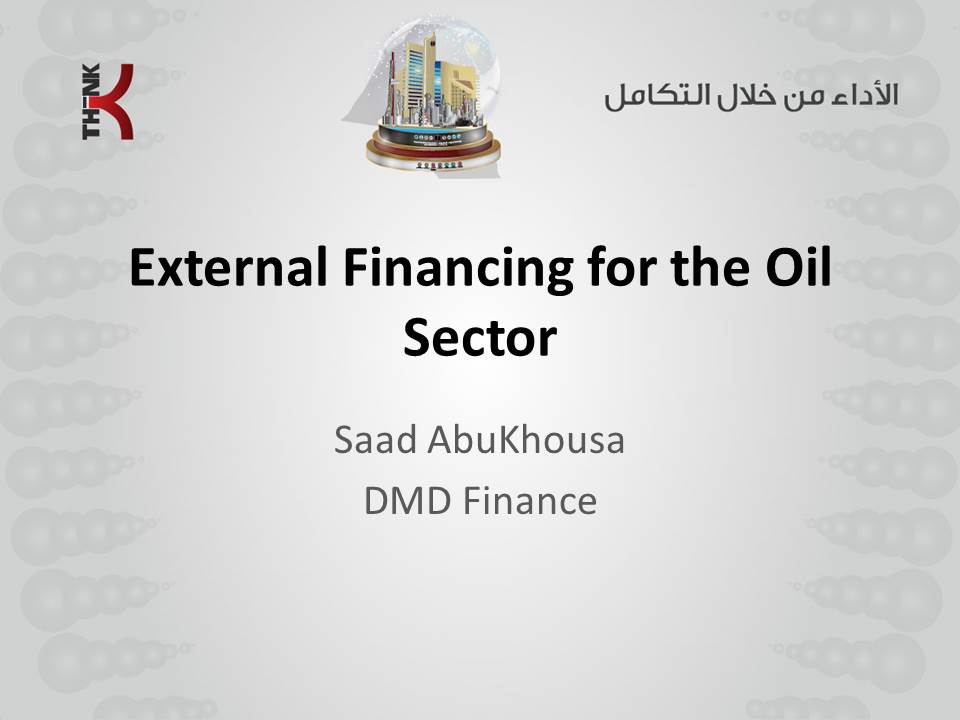 THINK
الأداء من خلال التكامل
External Financing for the Oil
Sector
Saad AbuKhousa
DMD Finance